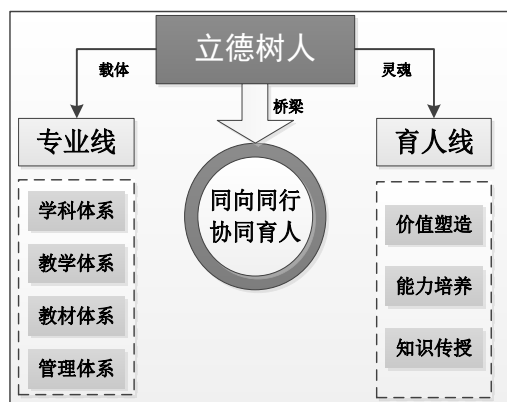 立德树人
载体
灵魂
桥梁
专业线
育人线
同向同行
协同育人
学科体系
教学体系
教材体系
管理体系
价值塑造
能力培养
知识传授